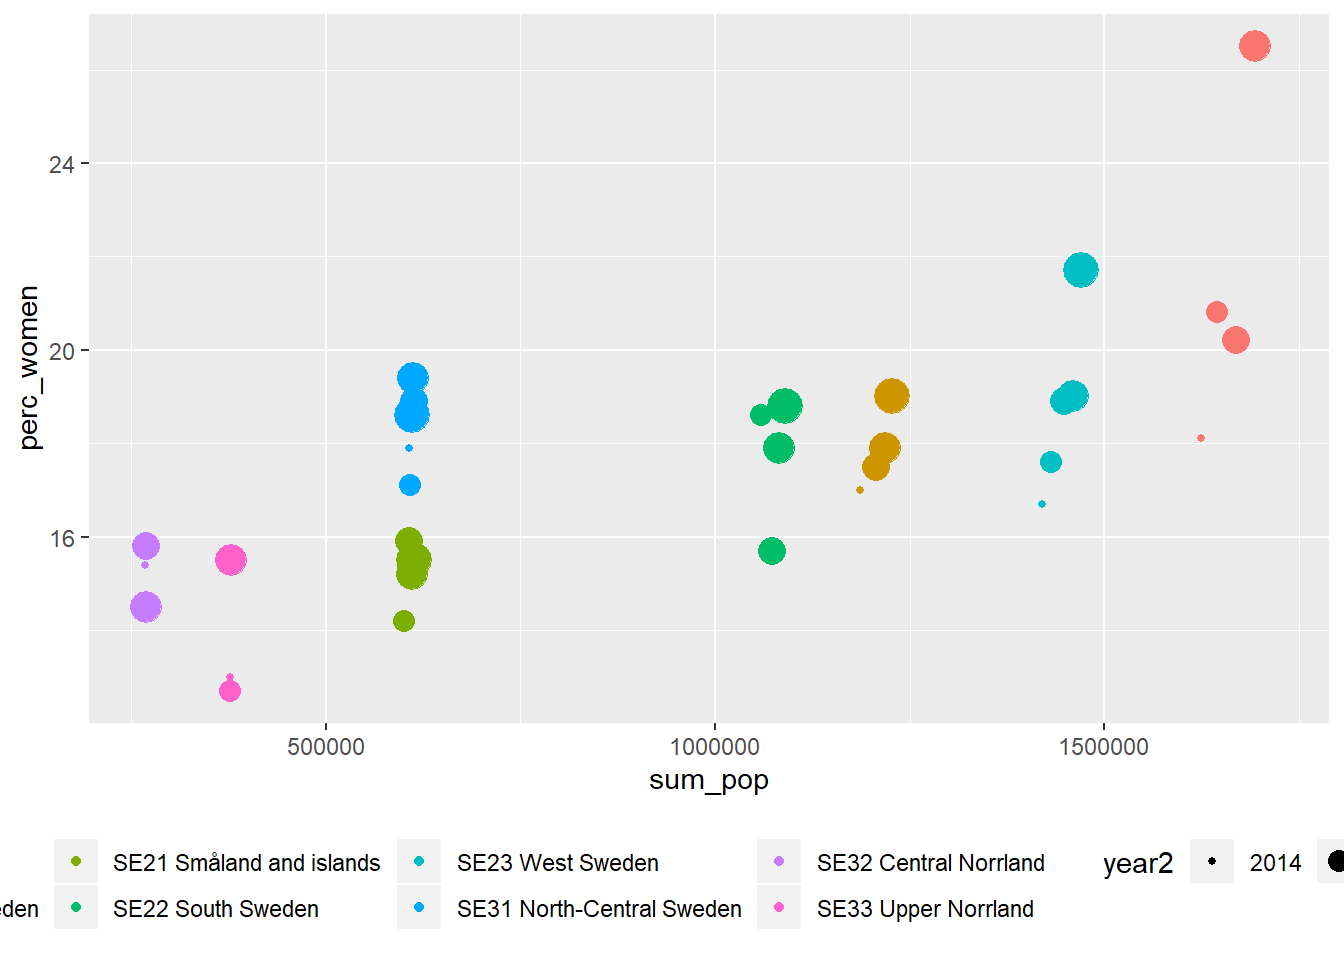 24
20
16
perc_women
500000 1000000 1500000
sum_pop
SE21 Småland and islands SE23 West Sweden SE32 Central Norrland year2 2014
eden SE22 South Sweden SE31 North-Central Sweden SE33 Upper Norrland